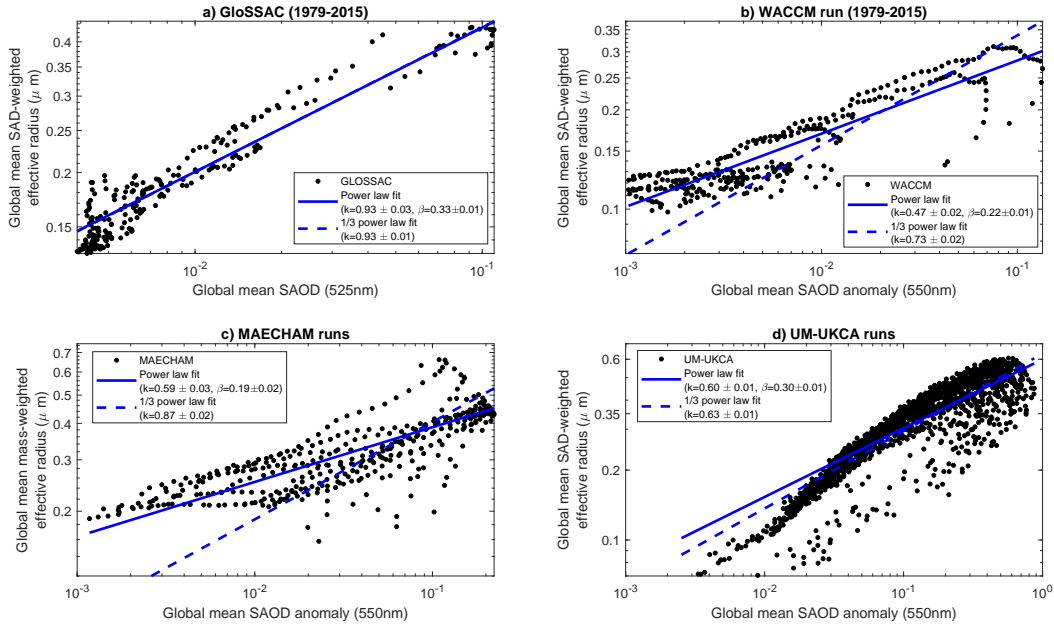 a) GloSSAC (1979-2015)
Global mean SAD-weighted
effective radius(μ m)
0.4
0.35
0.3
0.25
0.2
0.15
GLOSSAC
Power law fit
(k=0.93 ± 0.03, β=0.33±0.01)
1/3 power law fit
(k=0.93 ± 0.01)
10^-2
10^-1
Global mean SAOD (525nm)
b) WACCM run (1979-2015)
Global mean SAD-weighted
effective radius(μ m)
0.35
0.3
0.25
0.2
0.15
0.1
WACCM
Power law fit
(k=0.47 ± 0.02, β=0.22±0.01)
1/3 power law fit
(k=0.73 ± 0.02)
10^-3
10^-2
10^-1
Global mean SAOD anomaly (550nm)
c) MAECHAM runs
Global mean mass-weighted
effective radius(μ m)
0.7
0.6
0.5
0.4
0.3
0.2
MAECHAM
Power law fit
(k=0.59 ± 0.03, β=0.19±0.02)
1/3 power law fit
(k=0.87 ± 0.02)
10^-3
10^-2
10^-1
Global mean SAOD anomaly (550nm)
d) UM-UKCA runs
Global mean SAD-weighted
effective radius(μ m)
0.6
0.35
0.2
0.1
UM-UKCA
Power law fit
(k=0.60 ± 0.01, β=0.30±0.01)
1/3 power law fit
(k=0.63 ± 0.01)
10^-3
10^-2
10^-1
10^0
Global mean SAOD anomaly (550nm)